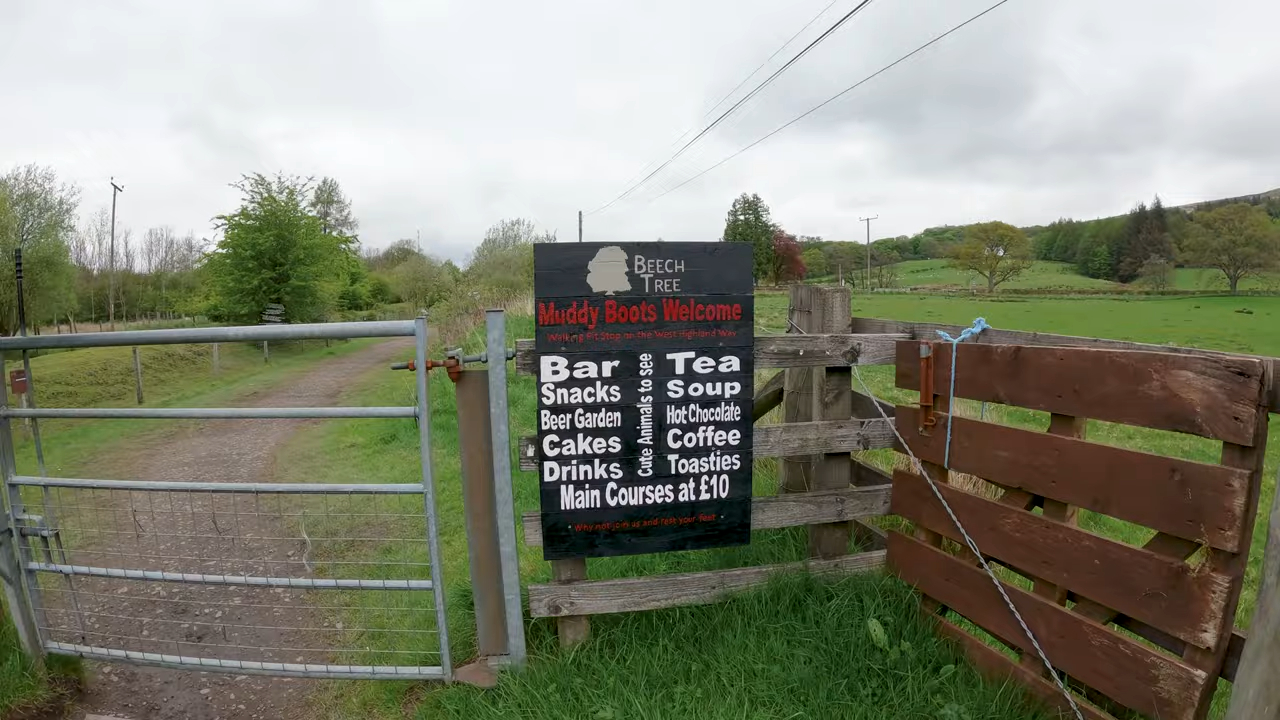 BEECH
TREE
Muddy Boots Welcome
Walking Pit Stop on the West Highland Way
Bar
Snacks
Beer Garden
Cakes
Drinks
Cute Animals to see
Tea
Soup
Hot Chocolate
Coffee
Toasties
Main Courses at £10
Why not join us and rest your feet